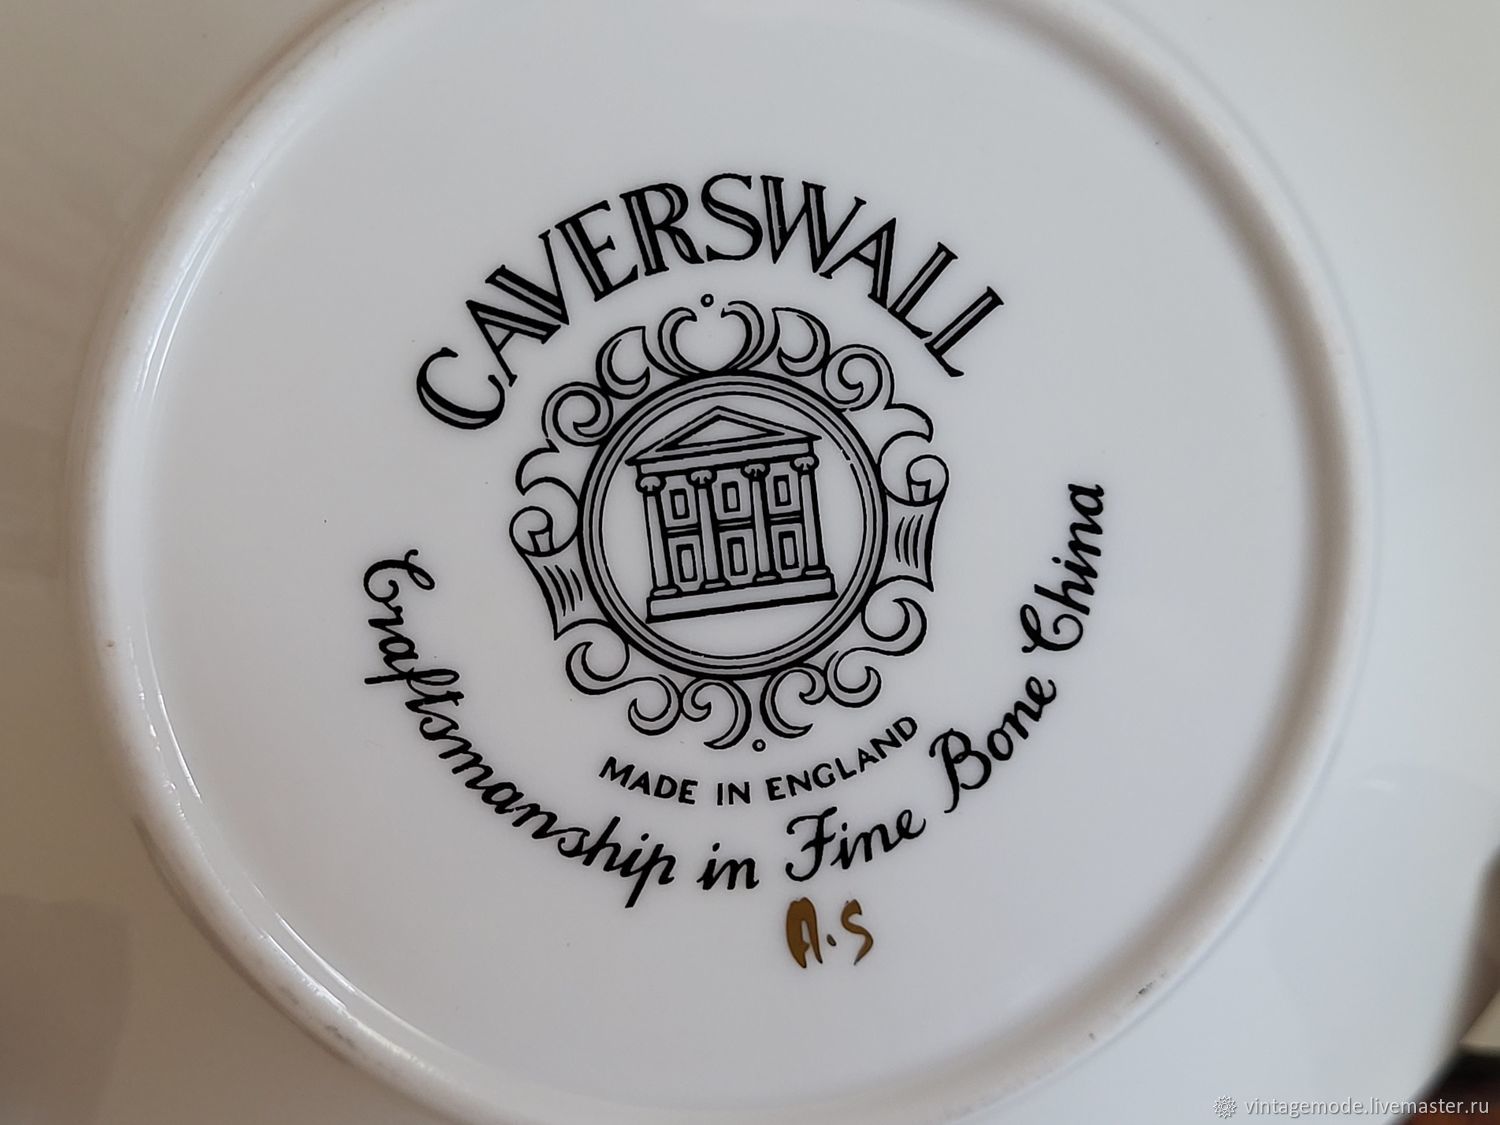 CAVERSWALL
MADE IN ENGLAND
Craftsmanship in Fine Bone China
A.S
vintagemode.livemaster.ru